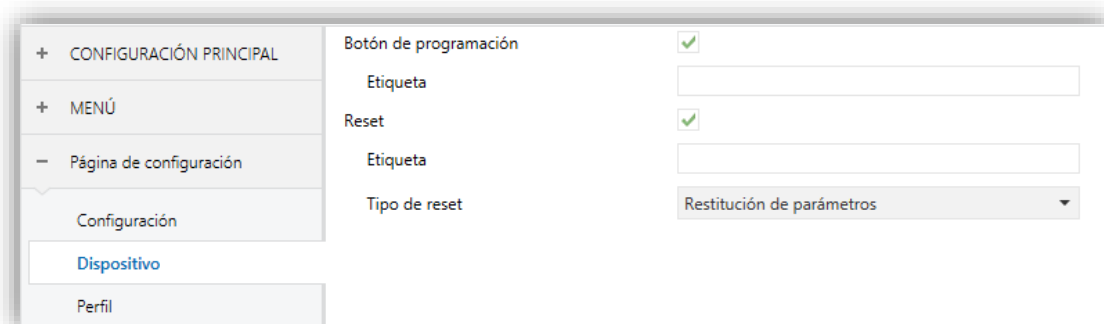 + CONFIGURACIÓN PRINCIPAL
+ MENÚ
− Página de configuración
Configuración
Dispositivo
Perfil
Botón de programación
Etiqueta
Reset
Etiqueta
Tipo de reset Restitución de parámetros